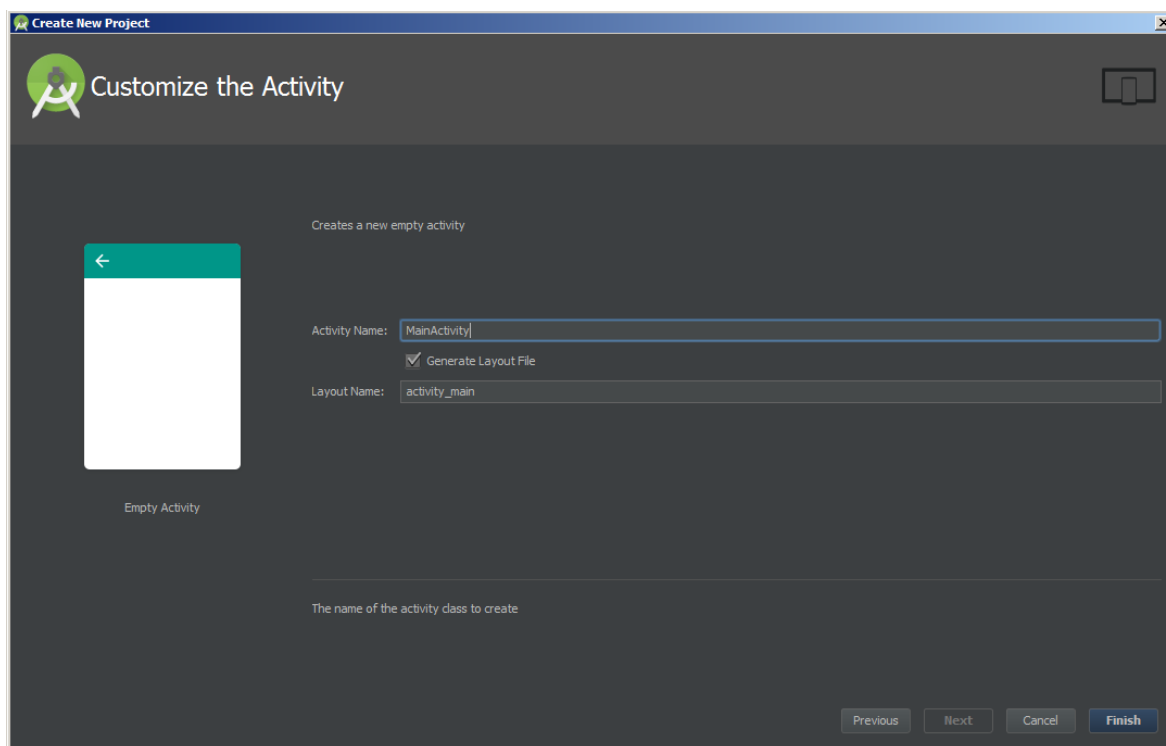 Create New Project
Customize the Activity
Creates a new empty activity
Activity Name: MainActivity
Generate Layout File
Layout Name: activity_main
Empty Activity
The name of the activity class to create
Previous Next Cancel Finish